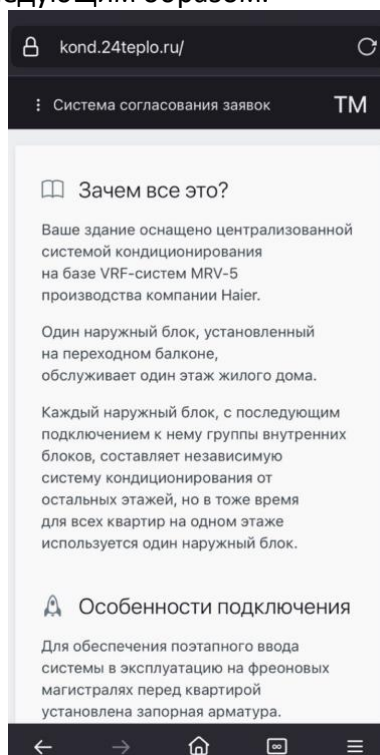 едующим образом.
kond.24teplo.ru/
Система согласования заявок ТМ
Зачем все это?
Ваше здание оснащено централизованной
системой кондиционирования
на базе VRF-систем MRV-5
производства компании Haier.
Один наружный блок, установленный
на переходном балконе,
обслуживает один этаж жилого дома.
Каждый наружный блок, с последующим
подключением к нему группы внутренних
блоков, составляет независимую
систему кондиционирования от
остальных этажей, но в тоже время
для всех квартир на одном этаже
используется один наружный блок.
Особенности подключения
Для обеспечения поэтапного ввода
системы в эксплуатацию на фреоновых
магистралях перед квартирой
установлена запорная арматура.